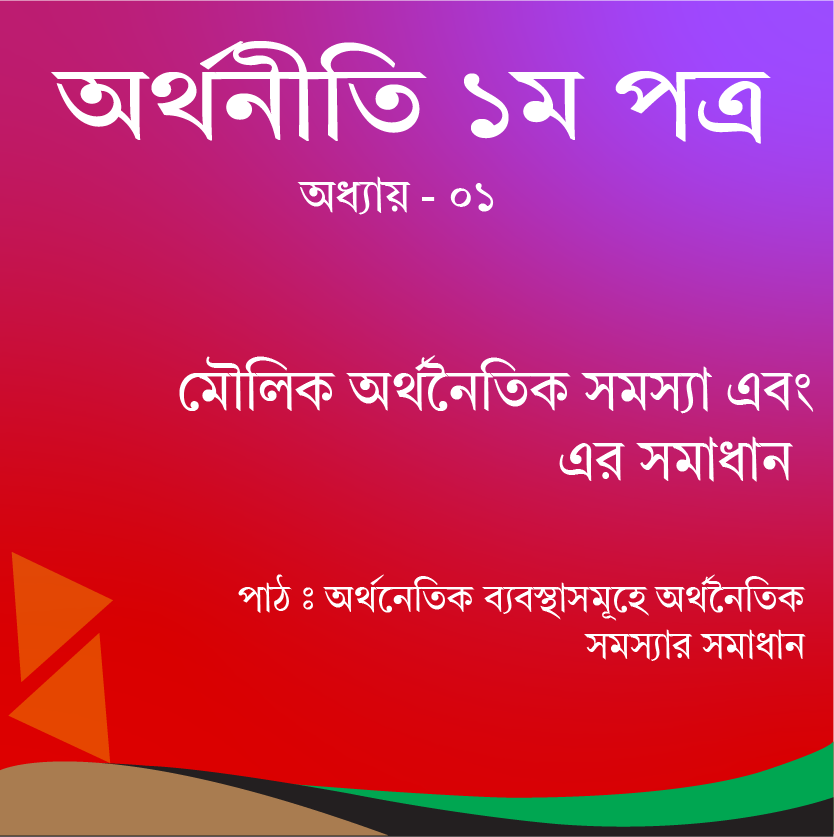 অর্থনীতি ১ম পত্র
অধ্যায় - ০১
মৌলিক অর্থনৈতিক সমস্যা এবং
এর সমাধান
পাঠ ঃ অর্থনেতিক ব্যবস্থাসমূহে অর্থনৈতিক
সমস্যার সমাধান